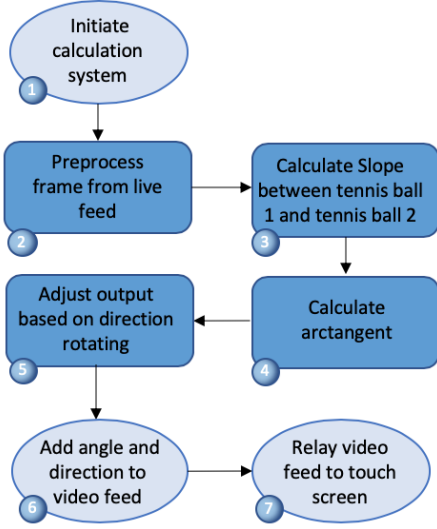 Initiate
calculation
system
1
Preprocess
frame from live
feed
2
Calculate Slope
between tennis ball
1 and tennis ball 2
3
Calculate
arctangent
4
Adjust output
based on direction
rotating
5
Add angle and
direction to
video feed
6
Relay video
feed to touch
screen
7